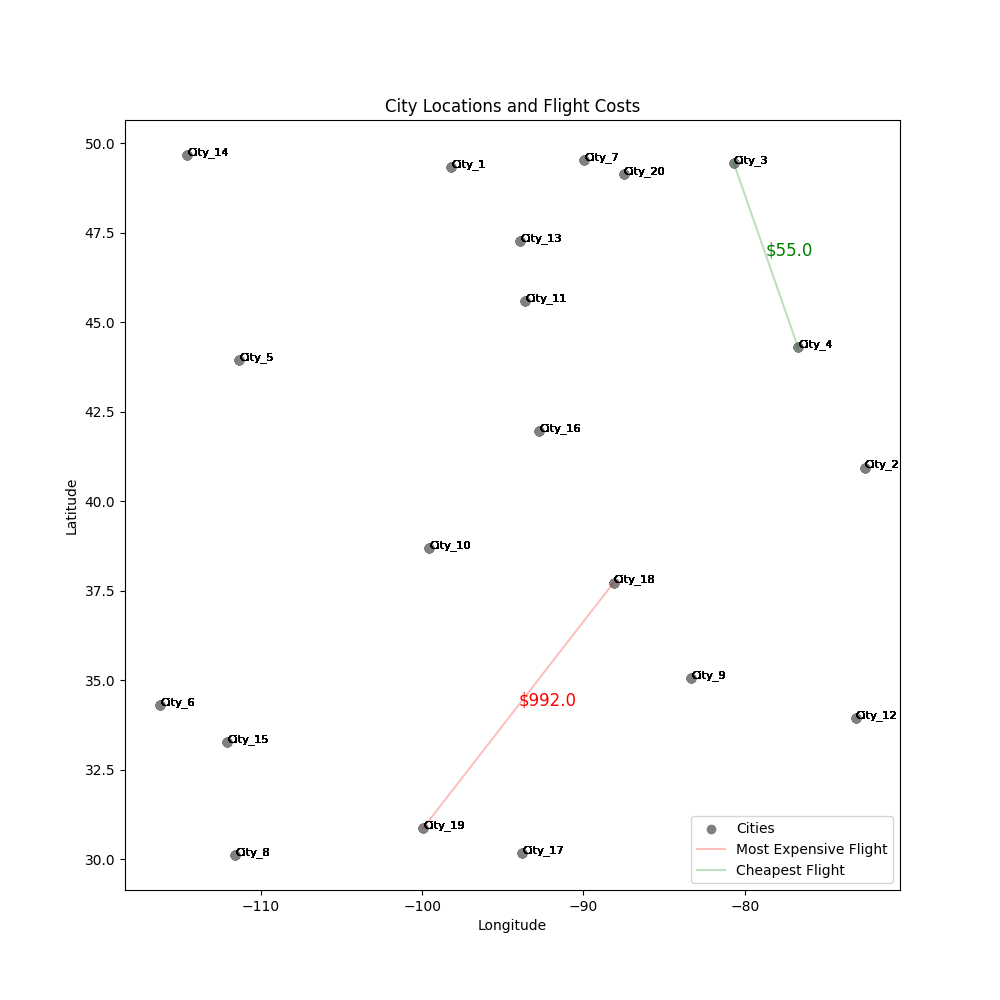 City Locations and Flight Costs
50.0
47.5
45.0
42.5
40.0
37.5
35.0
32.5
30.0
Latitude
City_14
City_1
City_7
City_20
City_3
City_13
$55.0
City_11
City_4
City_5
City_16
City_2
City_10
City_18
City_9
$992.0
City_6
City_12
City_15
City_19
City_17
City_8
Cities
Most Expensive Flight
Cheapest Flight
−110
−100
−90
−80
Longitude